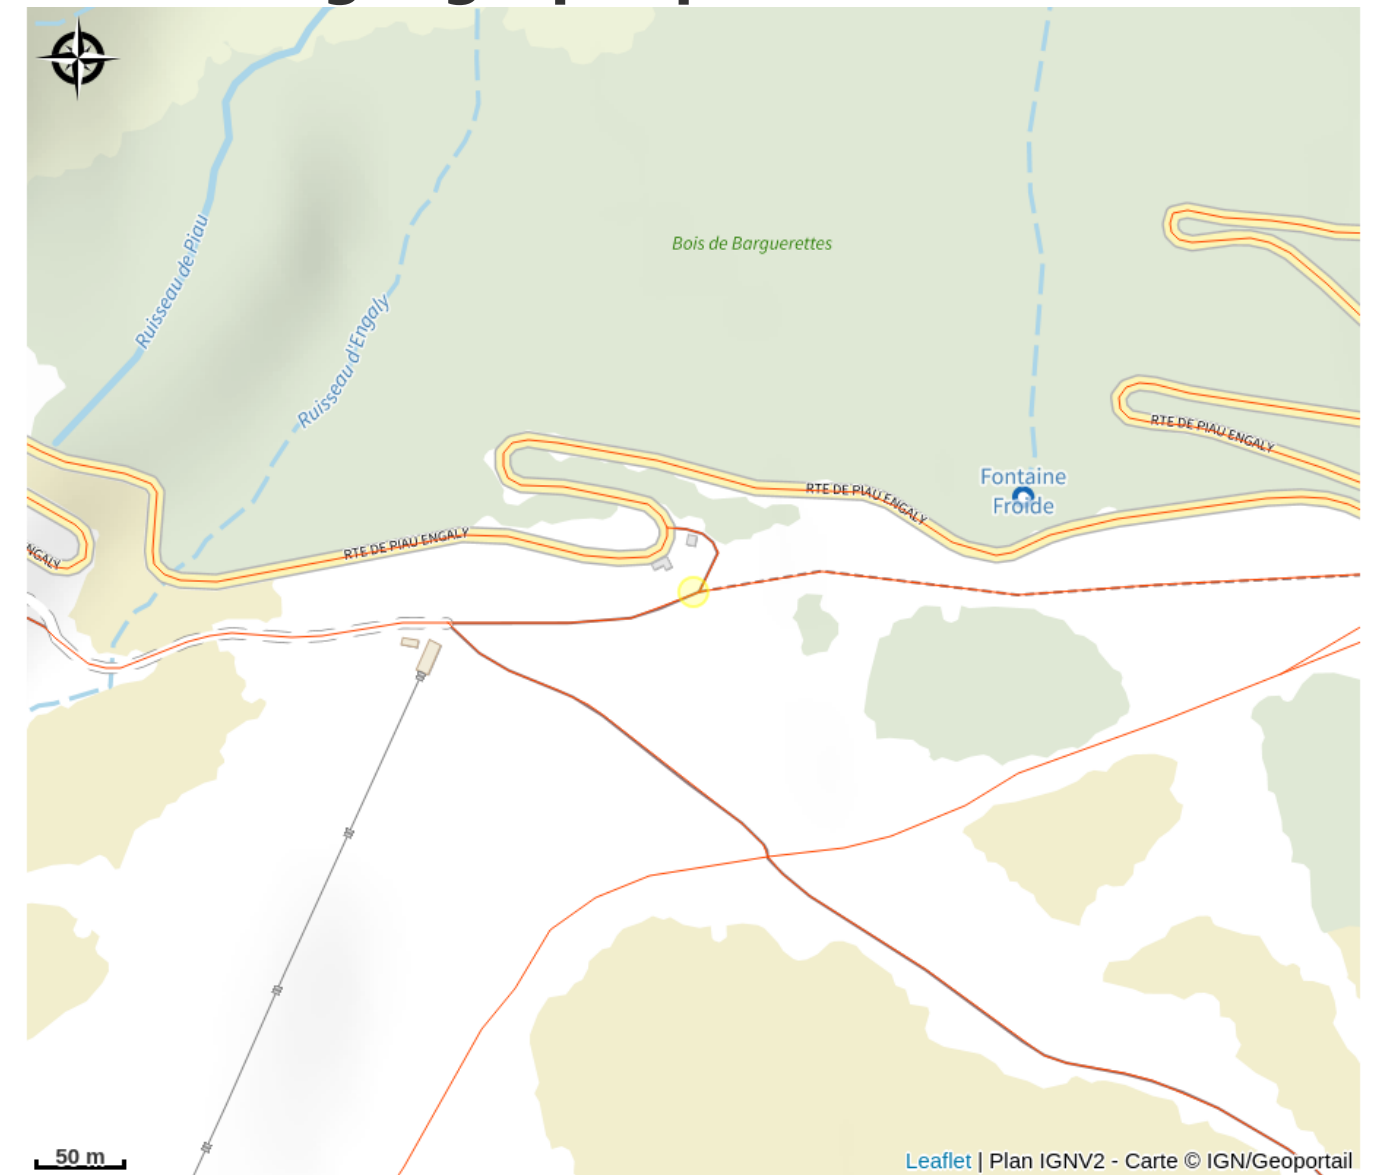 Ruisseau de Piau
Bois de Barguerettes
Ruisseau d'Engaly
RTE DE PIAU ENGALY
Fontaine
Froide
RTE DE PIAU ENGALY
RTE DE PIAU ENGALY
NGALY
50 m
Leaflet | Plan IGNV2 - Carte © IGN/Geoportail